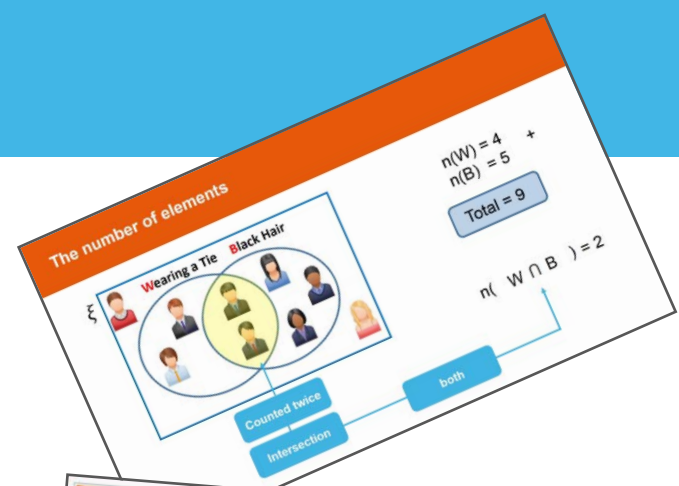 The number of elements
n(W) = 4 +
n(B) = 5
Total = 9
Wearing a Tie Black Hair
ξ
n( W ∩ B ) = 2
Counted twice
both
Intersection